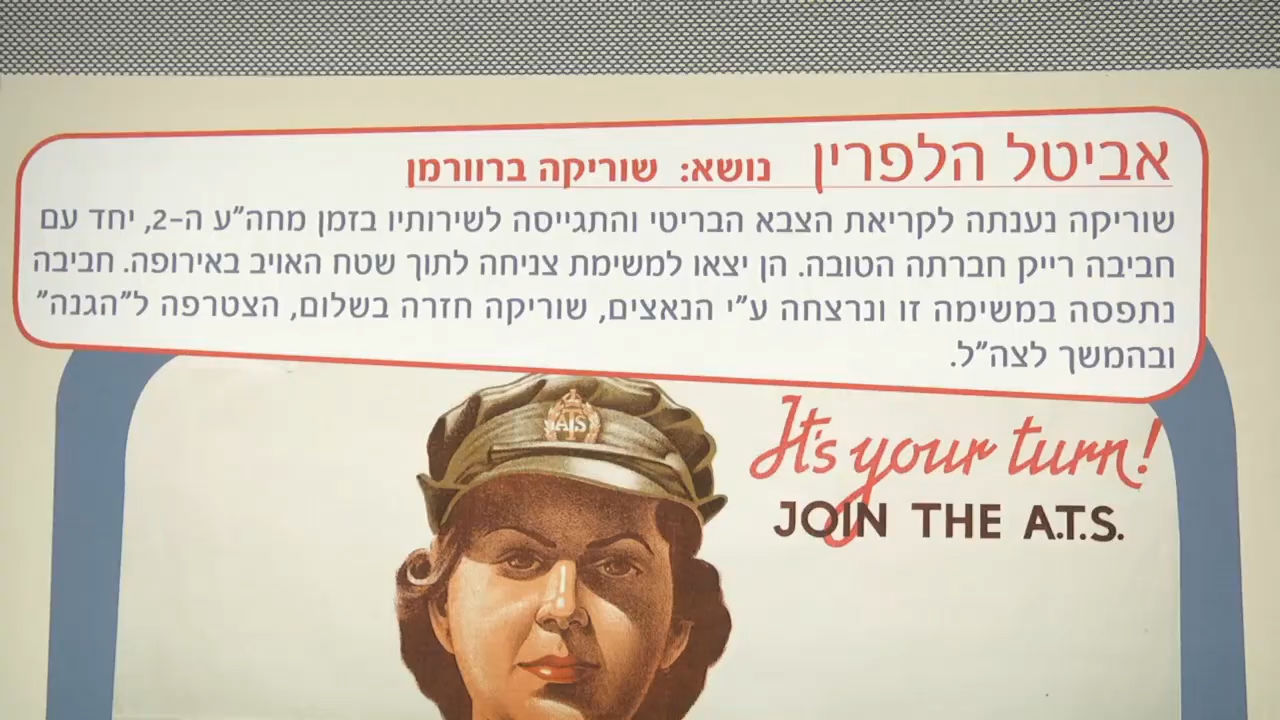 אביטל הלפרין נושא: שוריקה ברוורמן
שוריקה נענתה לקריאת הצבא הבריטי והתגייסה לשירותיו בזמן מחה"ע ה-2, יחד עם
חביבה רייק חברתה הטובה. הן יצאו למשימת צניחה לתוך שטח האויב באירופה. חביבה
נתפסה במשימה זו ונרצחה ע"י הנאצים, שוריקה חזרה בשלום, הצטרפה ל"הגנה"
ובהמשך לצה"ל.
ATS
It's your turn!
JOIN THE A.T.S.